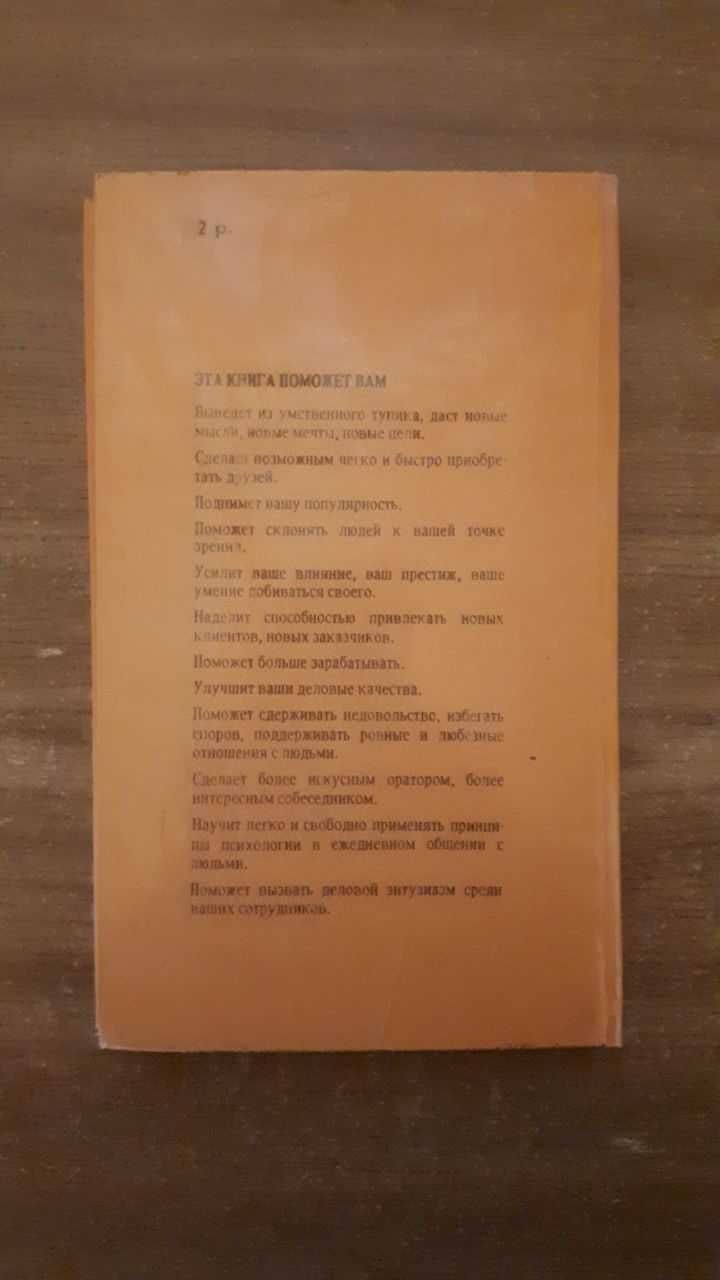 2 р.
ЭТА КНИГА ПОМОЖЕТ ВАМ
Выведет из умственного тупика, даст новые
мысли, новые мечты, новые цели.
Сделает возможным легко и быстро приобре-
тать друзей.
Поднимет вашу популярность.
Поможет склонять людей к вашей точке
зрения.
Усилит ваше влияние, ваш престиж, ваше
умение добиваться своего.
Наделит способностью привлекать новых
клиентов, новых заказчиков.
Поможет больше зарабатывать.
Улучшит ваши деловые качества.
Поможет сдерживать недовольство, избегать
споров, поддерживать ровные и любезные
отношения с людьми.
Сделает более искусным оратором, более
интересным собеседником.
Научит легко и свободно применять принци-
пы психологии в ежедневном общении с
людьми.
Поможет вызвать деловой энтузиазм среди
ваших сотрудников.